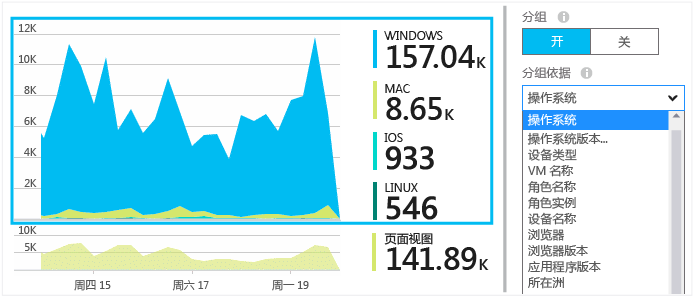 12K
10K
8K
6K
4K
2K
WINDOWS
157.04K
MAC
8.65K
IOS
933
LINUX
546
10K
5K
页面视图
141.89K
周四 15
周六 17
周一 19
分组
开
关
分组依据
操作系统
操作系统
操作系统版本...
设备类型
VM 名称
角色名称
角色实例
设备名称
浏览器
浏览器版本
应用程序版本
所在洲